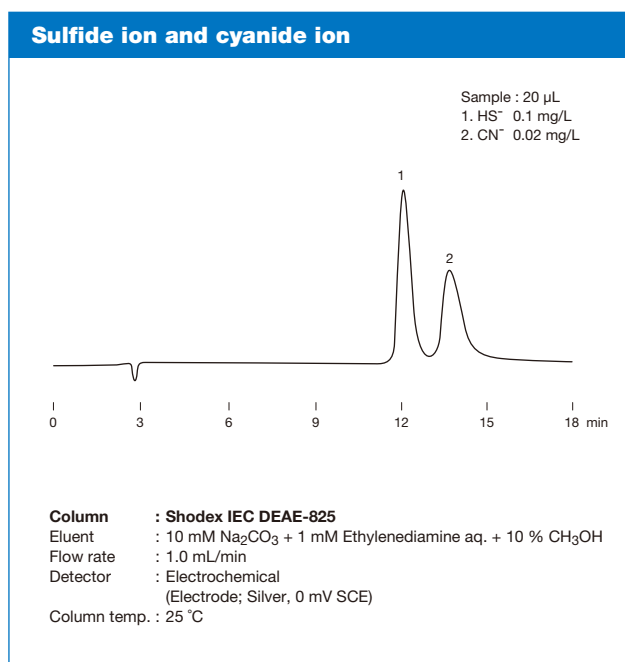 Sulfide ion and cyanide ion
Sample : 20 µL
1. HS⁻ 0.1 mg/L
2. CN⁻ 0.02 mg/L
1
2
0 3 6 9 12 15 18 min
Column : Shodex IEC DEAE-825
Eluent : 10 mM Na₂CO₃ + 1 mM Ethylenediamine aq. + 10 % CH₃OH
Flow rate : 1.0 mL/min
Detector : Electrochemical
(Electrode; Silver, 0 mV SCE)
Column temp. : 25 °C